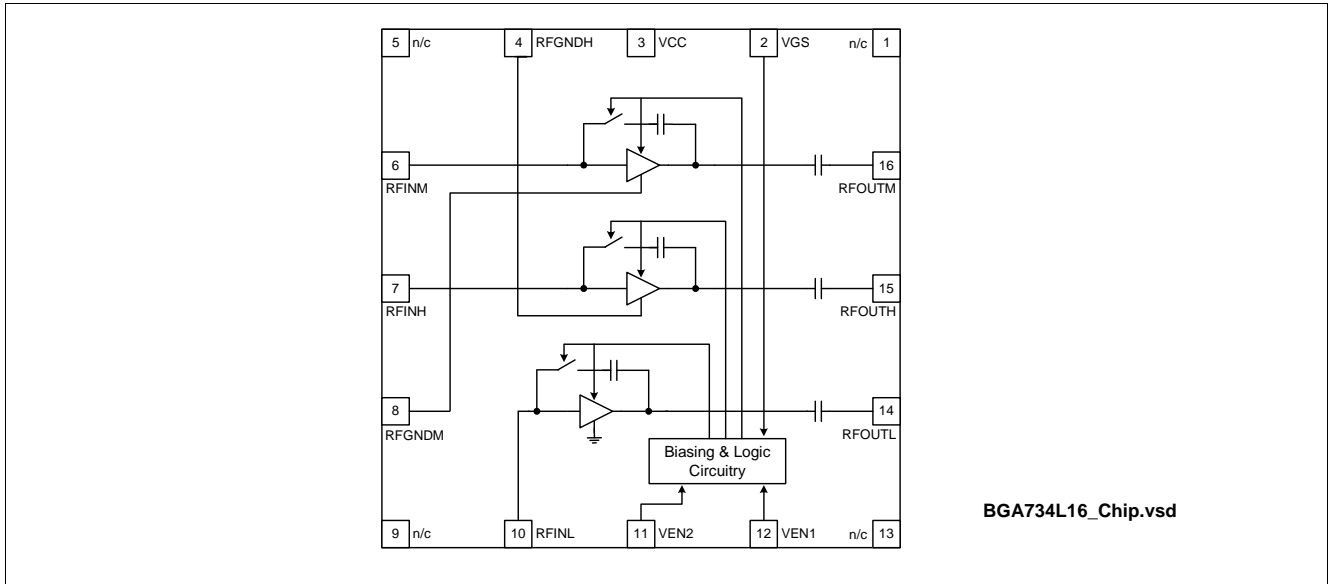 5 n/c
4 RFGNDH
3 VCC
2 VGS
n/c 1
6
RFINM
16
RFOUTM
7
RFINH
15
RFOUTH
8
RFGNDM
14
RFOUTL
Biasing & Logic
Circuitry
9 n/c
10 RFINL
11 VEN2
12 VEN1
n/c 13
BGA734L16_Chip.vsd